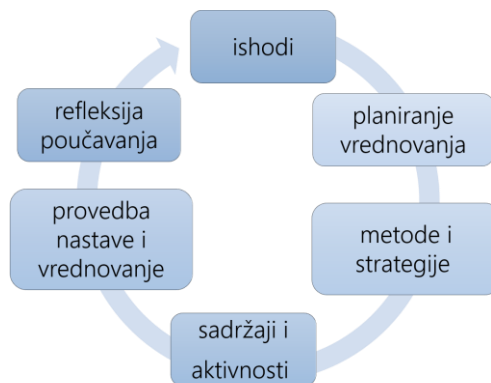 ishodi
planiranje
vrednovanja
metode i
strategije
sadržaji i
aktivnosti
provedba
nastave i
vrednovanje
refleksija
poučavanja